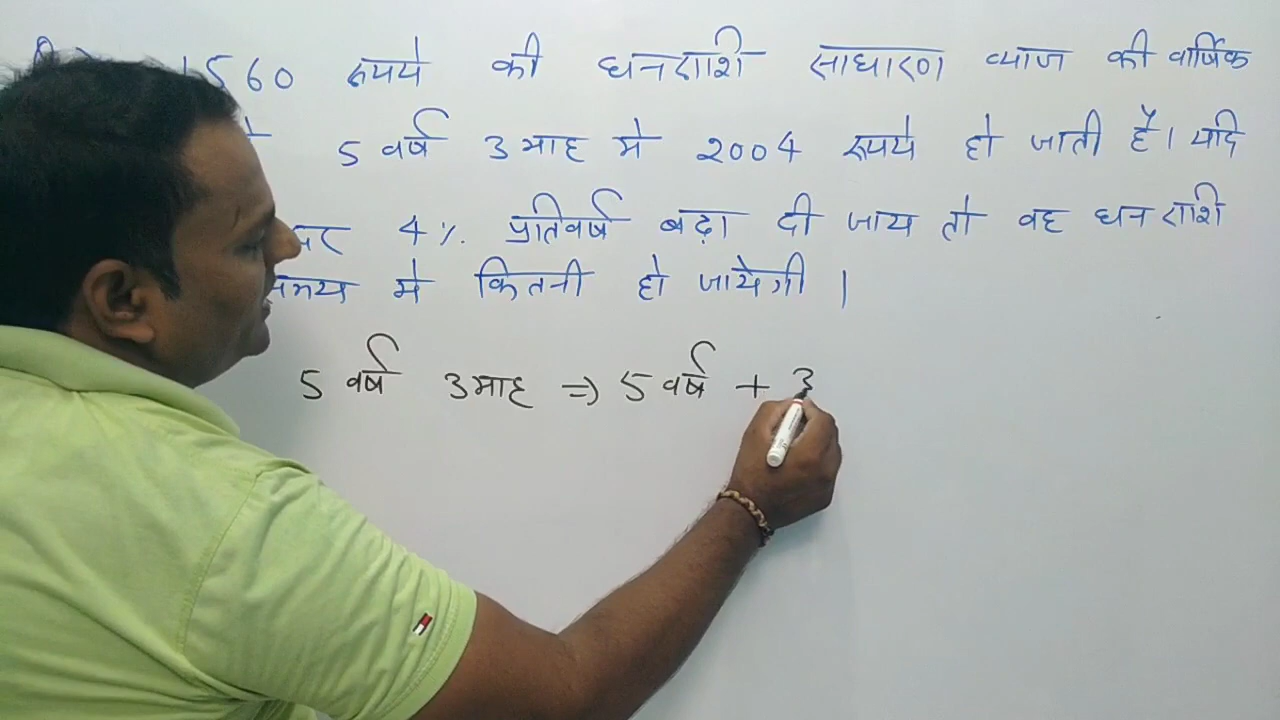 1560 रूपये की धनराशि साधारण व्याज की वार्षिक
5 वर्ष 3 माह मे 2004 रूपये हो जाती है। यदि
4% प्रतिवर्ष बढ़ा दी जाय तो वह धनराशि
मे कितनी हो जायेगी ।
5 वर्ष 3 माह => 5 वर्ष + 3